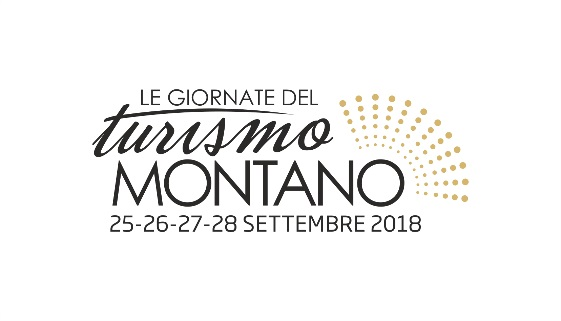 LE GIORNATE DEL
turismo
MONTANO
25-26-27-28 SETTEMBRE 2018